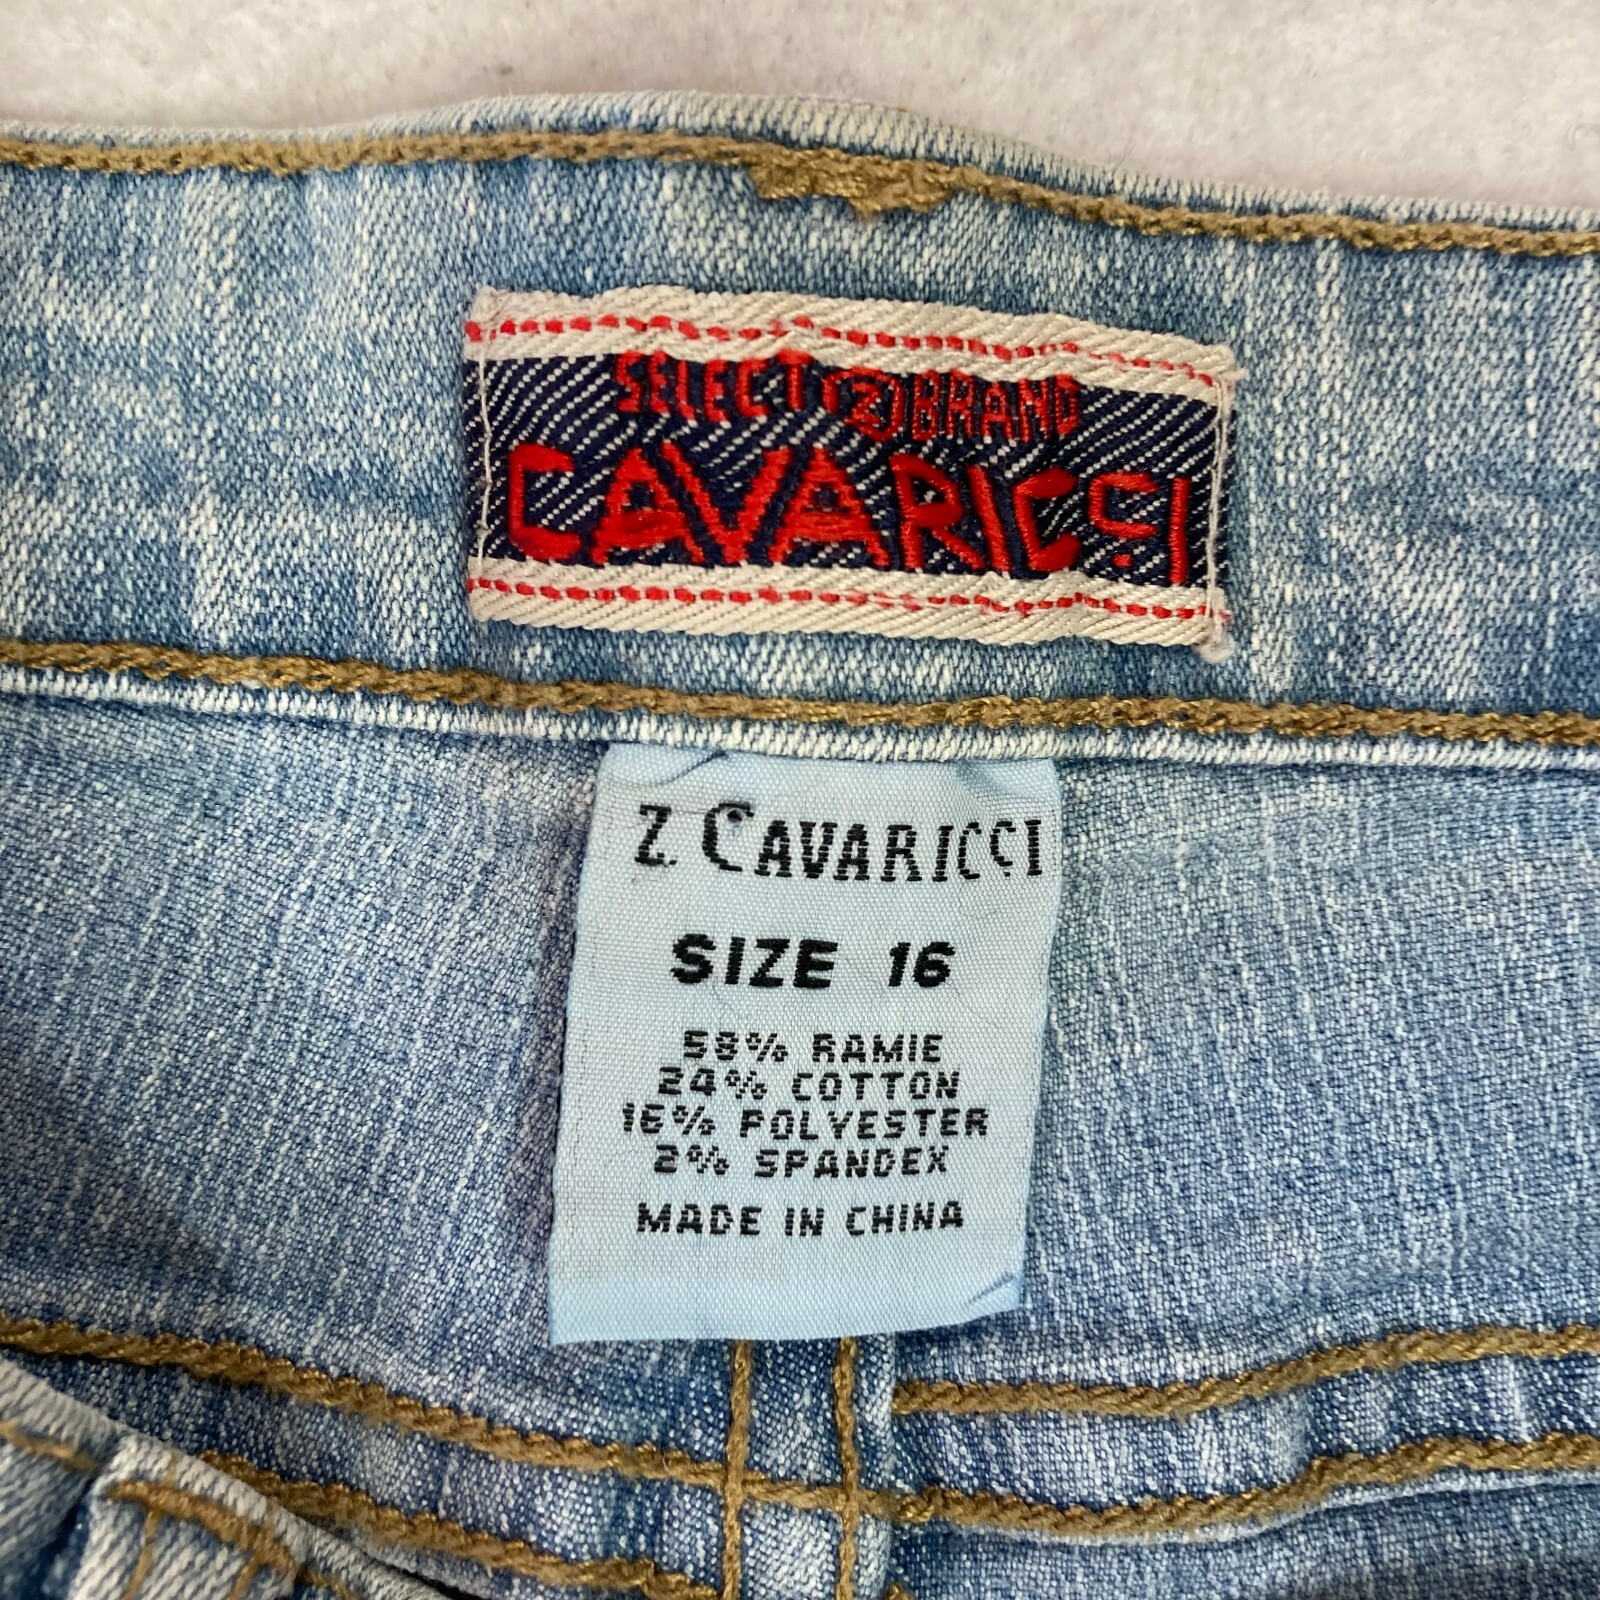 SELECT Z BRAND
CAVARICCI
Z. CAVARICCI
SIZE 16
58% RAMIE
24% COTTON
16% POLYESTER
2% SPANDEX
MADE IN CHINA